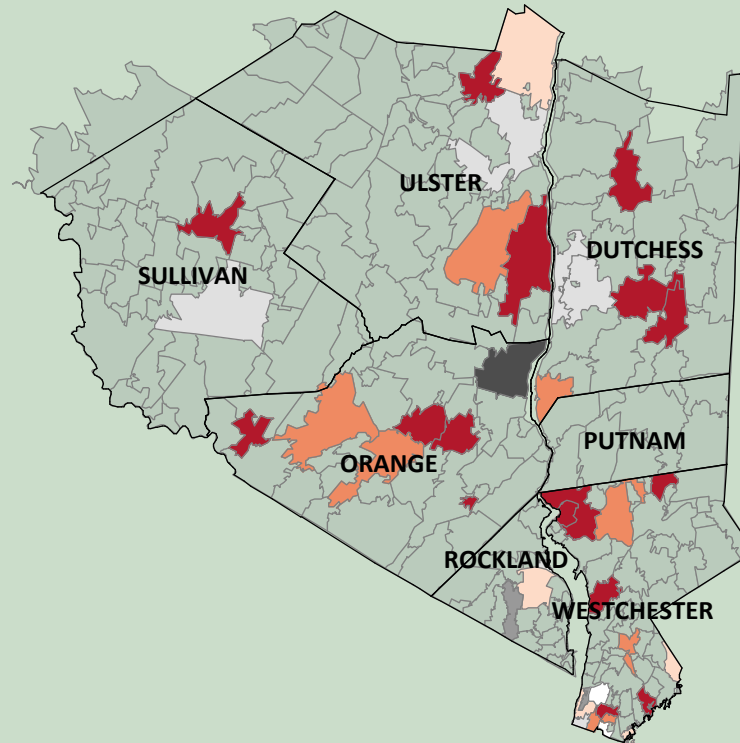 ULSTER
DUTCHESS
SULLIVAN
PUTNAM
ORANGE
ROCKLAND
WESTCHESTER